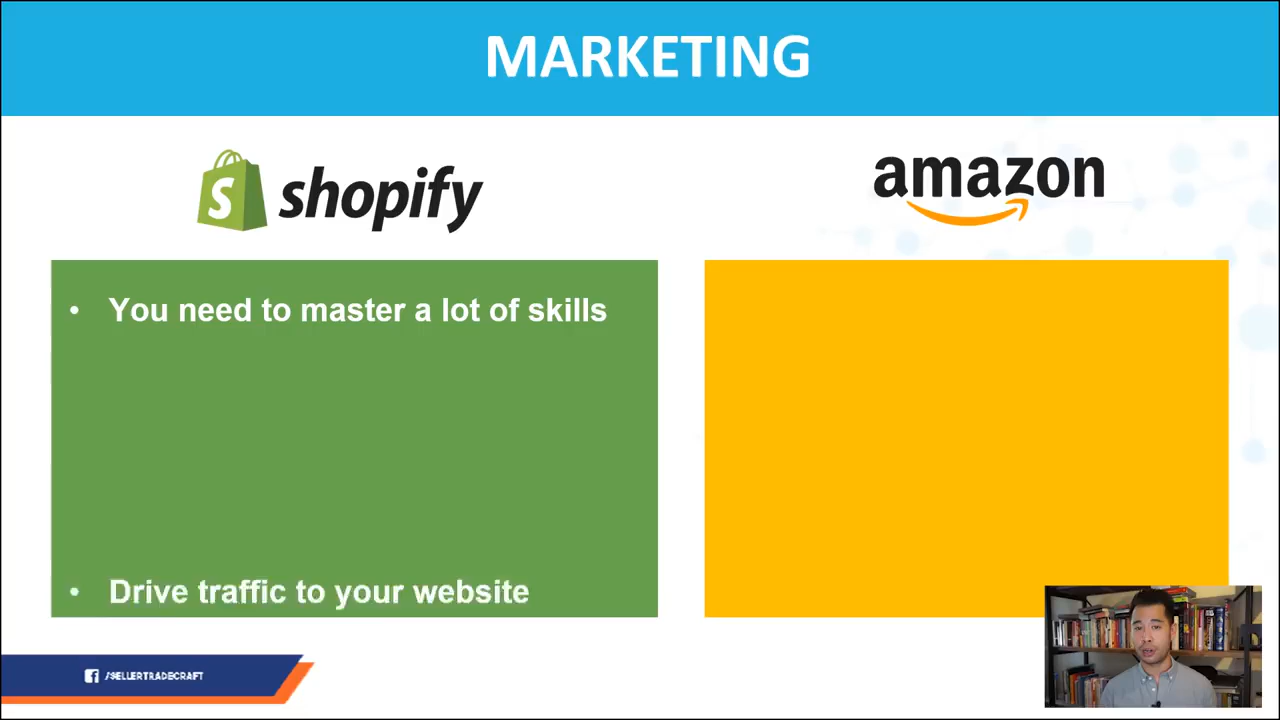 MARKETING
shopify
amazon
• You need to master a lot of skills
• Drive traffic to your website
/SELLERTRADECRAFT